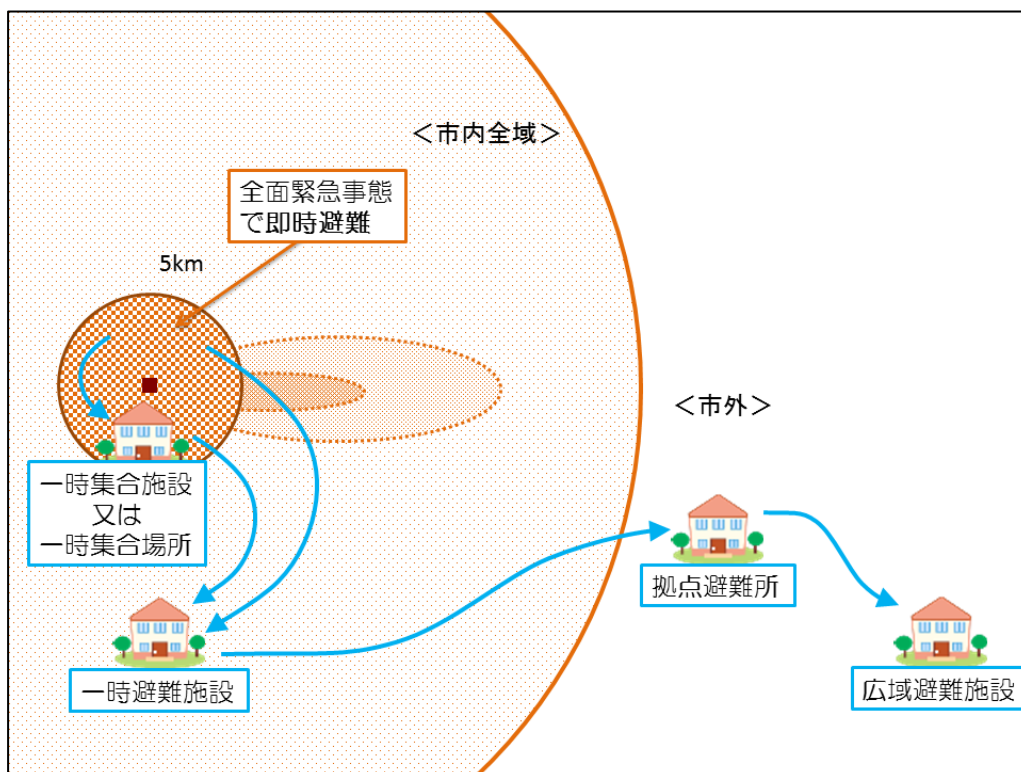 <市内全域>
全面緊急事態
で即時避難
5km
<市外>
一時集合施設
又は
一時集合場所
拠点避難所
一時避難施設
広域避難施設